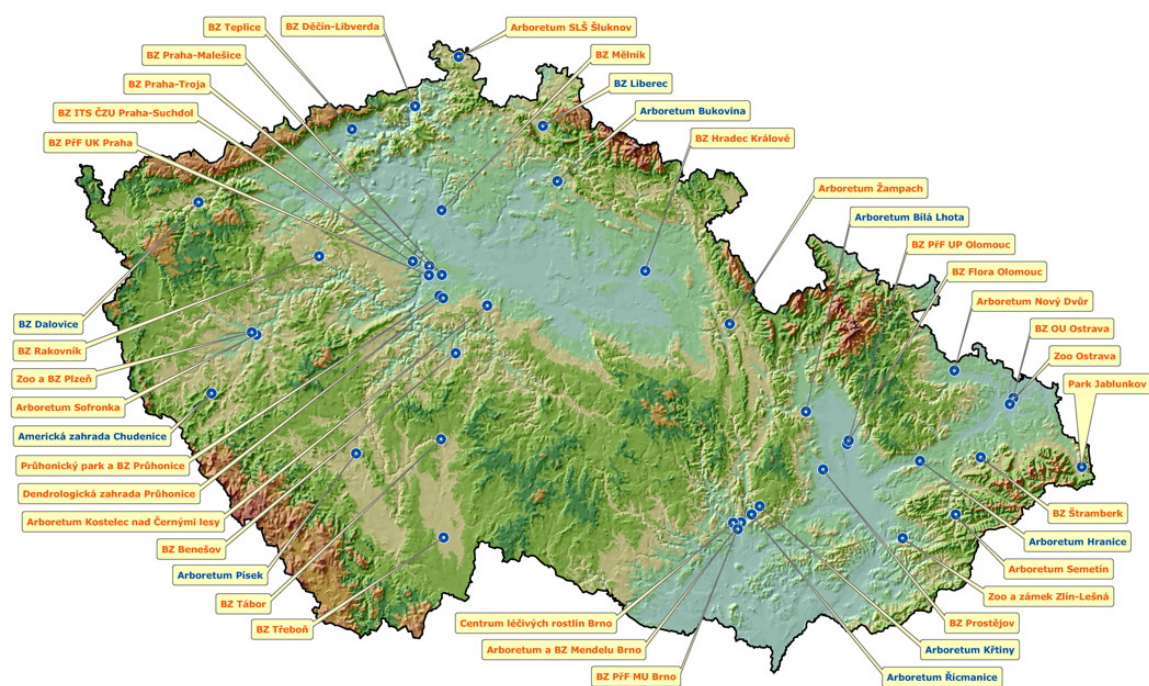 BZ Teplice
BZ Děčín-Libverda
Arboretum SLŠ Šluknov
BZ Praha-Malešice
BZ Mělník
BZ Praha-Troja
BZ Liberec
BZ ITS ČZU Praha-Suchdol
Arboretum Bukovina
BZ PřF UK Praha
BZ Hradec Králové
Arboretum Žampach
Arboretum Bílá Lhota
BZ PřF UP Olomouc
BZ Flora Olomouc
Arboretum Nový Dvůr
BZ OU Ostrava
Zoo Ostrava
Park Jablunkov
BZ Dalovice
BZ Rakovník
Zoo a BZ Plzeň
Arboretum Sofronka
Americká zahrada Chudenice
Průhonický park a BZ Průhonice
Dendrologická zahrada Průhonice
Arboretum Kostelec nad Černými lesy
BZ Benešov
Arboretum Písek
BZ Tábor
BZ Třeboň
BZ Štramberk
Arboretum Hranice
Arboretum Semetín
Zoo a zámek Zlín-Lešná
BZ Prostějov
Centrum léčivých rostlin Brno
Arboretum a BZ Mendelu Brno
Arboretum Křtiny
BZ PřF MU Brno
Arboretum Řícmanice